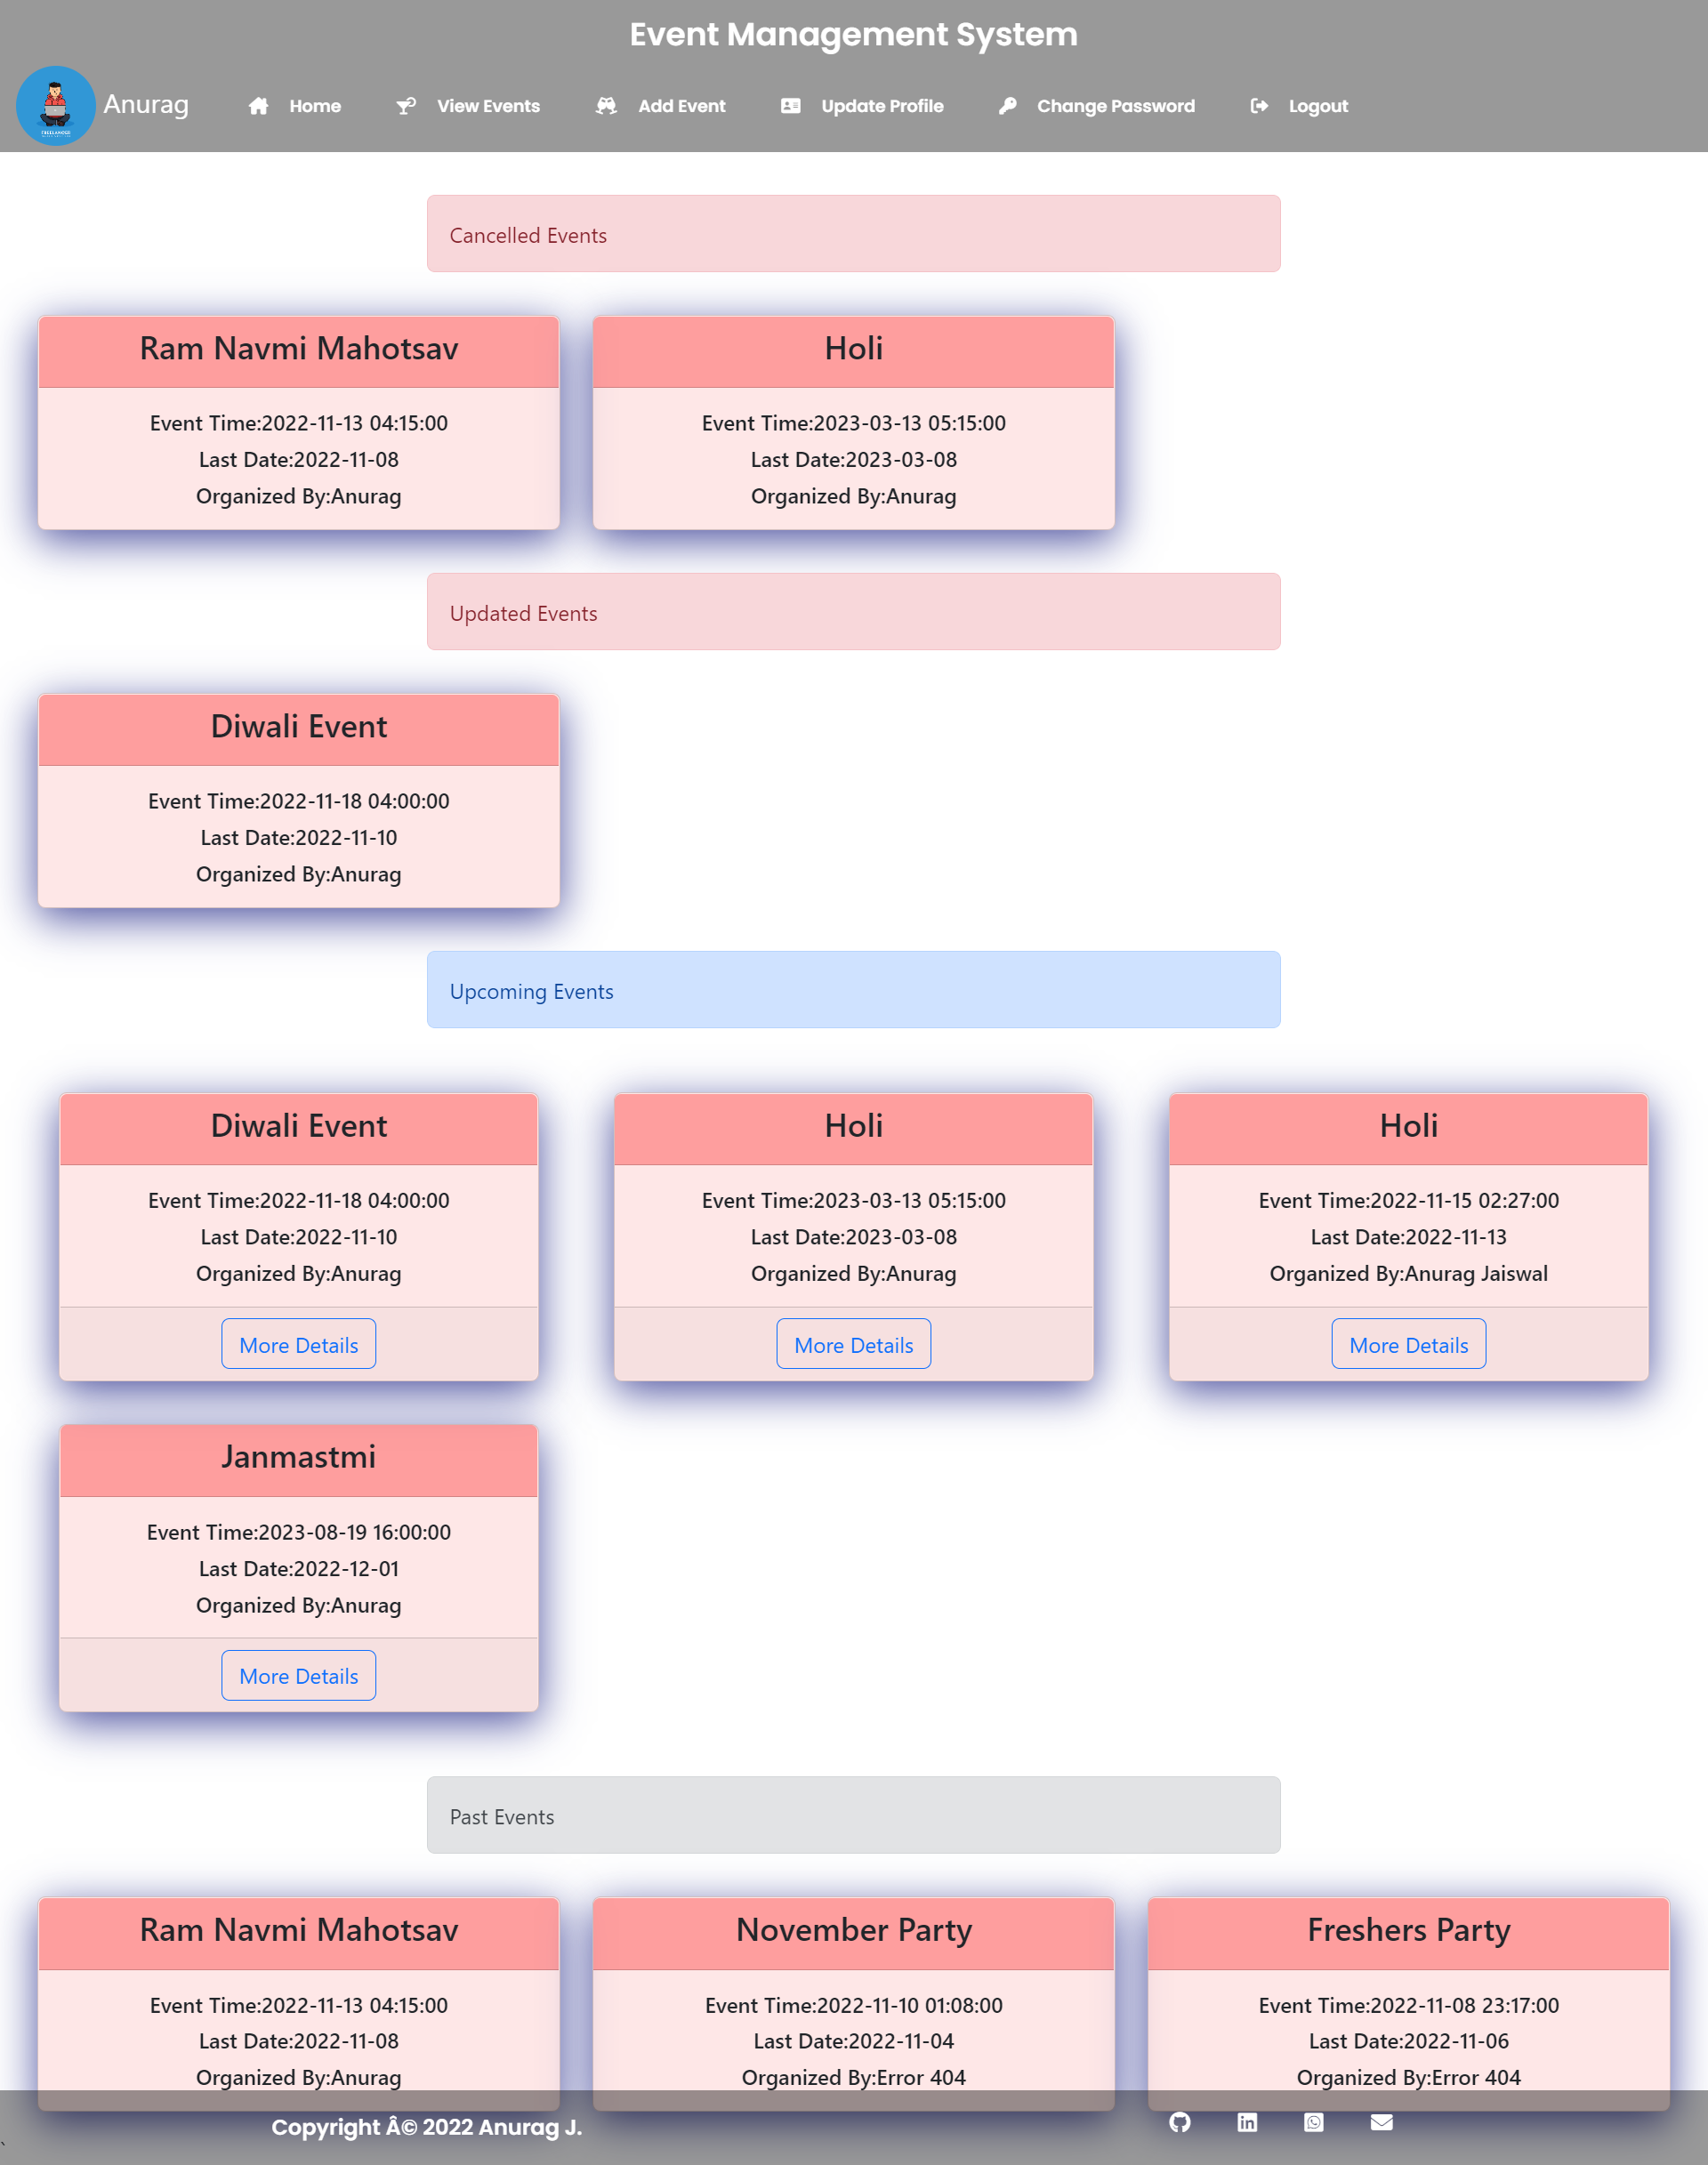 Event Management System
Anurag
Home
View Events
Add Event
Update Profile
Change Password
Logout
Cancelled Events
Ram Navmi Mahotsav
Event Time:2022-11-13 04:15:00
Last Date:2022-11-08
Organized By:Anurag
Holi
Event Time:2023-03-13 05:15:00
Last Date:2023-03-08
Organized By:Anurag
Updated Events
Diwali Event
Event Time:2022-11-18 04:00:00
Last Date:2022-11-10
Organized By:Anurag
Upcoming Events
Diwali Event
Event Time:2022-11-18 04:00:00
Last Date:2022-11-10
Organized By:Anurag
More Details
Holi
Event Time:2023-03-13 05:15:00
Last Date:2023-03-08
Organized By:Anurag
More Details
Holi
Event Time:2022-11-15 02:27:00
Last Date:2022-11-13
Organized By:Anurag Jaiswal
More Details
Janmastmi
Event Time:2023-08-19 16:00:00
Last Date:2022-12-01
Organized By:Anurag
More Details
Past Events
Ram Navmi Mahotsav
Event Time:2022-11-13 04:15:00
Last Date:2022-11-08
Organized By:Anurag
November Party
Event Time:2022-11-10 01:08:00
Last Date:2022-11-04
Organized By:Error 404
Freshers Party
Event Time:2022-11-08 23:17:00
Last Date:2022-11-06
Organized By:Error 404
Copyright Â© 2022 Anurag J.
`